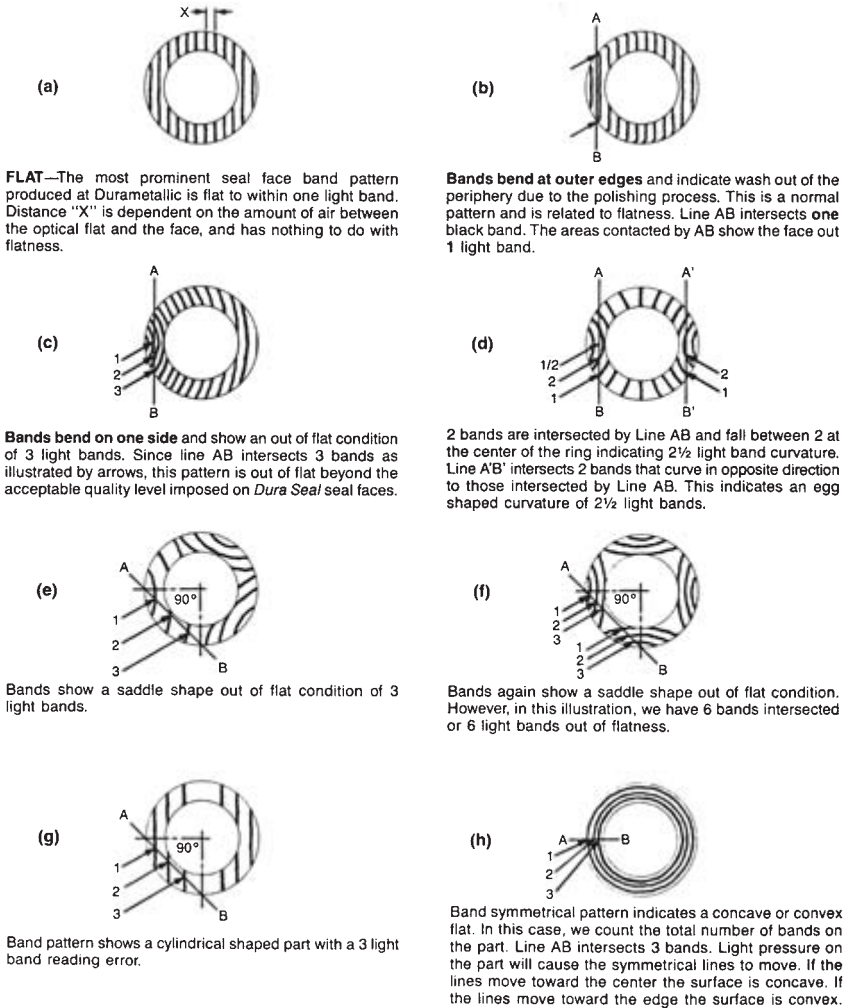 X
(a)
FLAT—The most prominent seal face band pattern
produced at Durametallic is flat to within one light band.
Distance "X" is dependent on the amount of air between
the optical flat and the face, and has nothing to do with
flatness.
A
(b)
B
Bands bend at outer edges and indicate wash out of the
periphery due to the polishing process. This is a normal
pattern and is related to flatness. Line AB intersects one
black band. The areas contacted by AB show the face out
1 light band.
A
(c)
1
2
3
B
Bands bend on one side and show an out of flat condition
of 3 light bands. Since line AB intersects 3 bands as
illustrated by arrows, this pattern is out of flat beyond the
acceptable quality level imposed on Dura Seal seal faces.
A A'
(d)
1/2
2 2
1 1
B B'
2 bands are intersected by Line AB and fall between 2 at
the center of the ring indicating 2½ light band curvature.
Line A'B' intersects 2 bands that curve in opposite direction
to those intersected by Line AB. This indicates an egg
shaped curvature of 2½ light bands.
A
(e)
90°
1
2
3
B
Bands show a saddle shape out of flat condition of 3
light bands.
A
(f)
90°
1
2
3
1
2
3
B
Bands again show a saddle shape out of flat condition.
However, in this illustration, we have 6 bands intersected
or 6 light bands out of flatness.
A
(g)
90°
1
2
3
B
Band pattern shows a cylindrical shaped part with a 3 light
band reading error.
(h)
A B
1
2
3
Band symmetrical pattern indicates a concave or convex
flat. In this case, we count the total number of bands on
the part. Line AB intersects 3 bands. Light pressure on
the part will cause the symmetrical lines to move. If the
lines move toward the center the surface is concave. If
the lines move toward the edge the surface is convex.